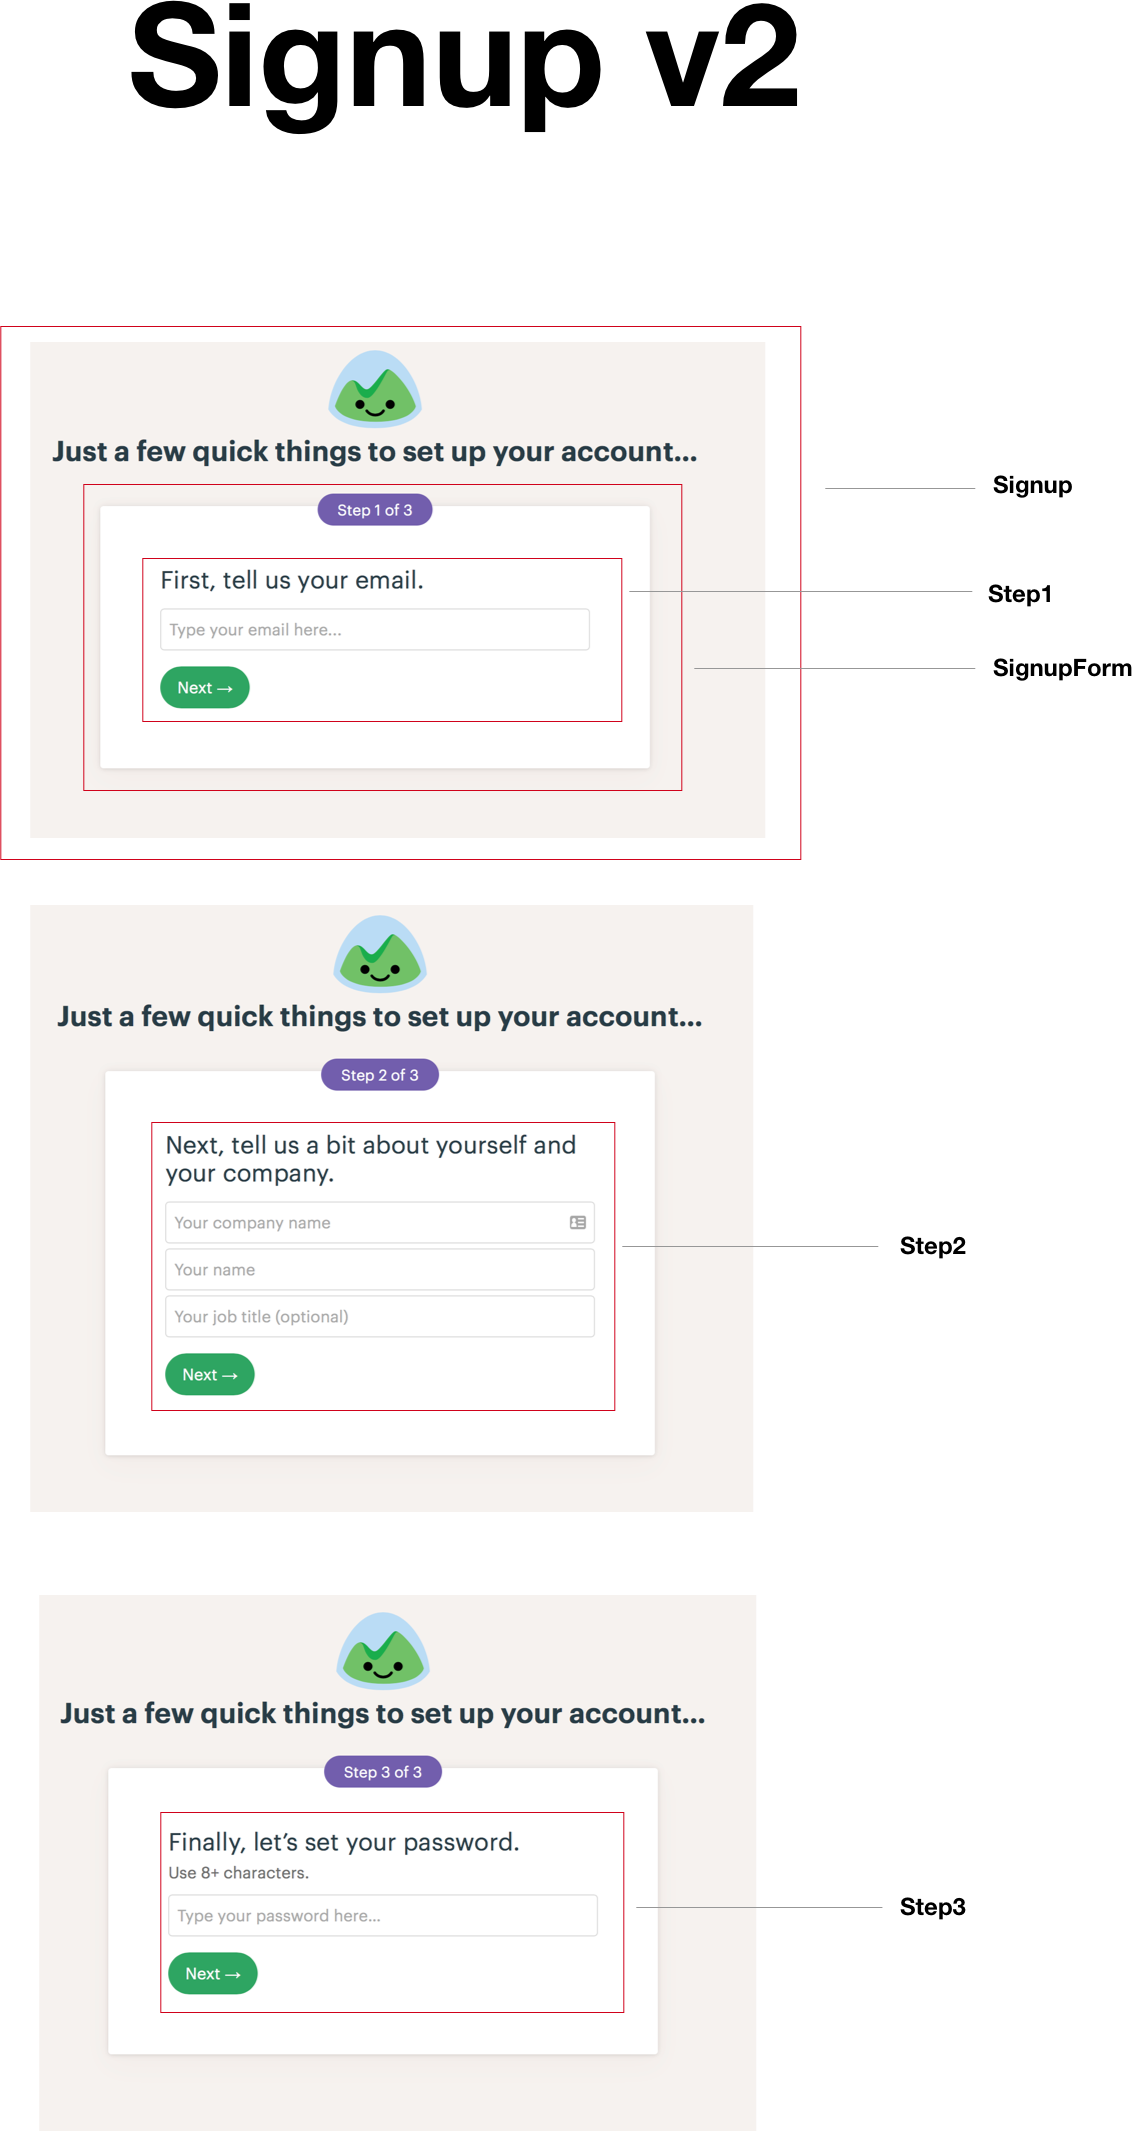 Signup v2
Just a few quick things to set up your account...
Signup
Step 1 of 3
First, tell us your email.
Step1
Type your email here...
SignupForm
Next →
Just a few quick things to set up your account...
Step 2 of 3
Next, tell us a bit about yourself and
your company.
Your company name
Step2
Your name
Your job title (optional)
Next →
Just a few quick things to set up your account...
Step 3 of 3
Finally, let’s set your password.
Use 8+ characters.
Step3
Type your password here...
Next →